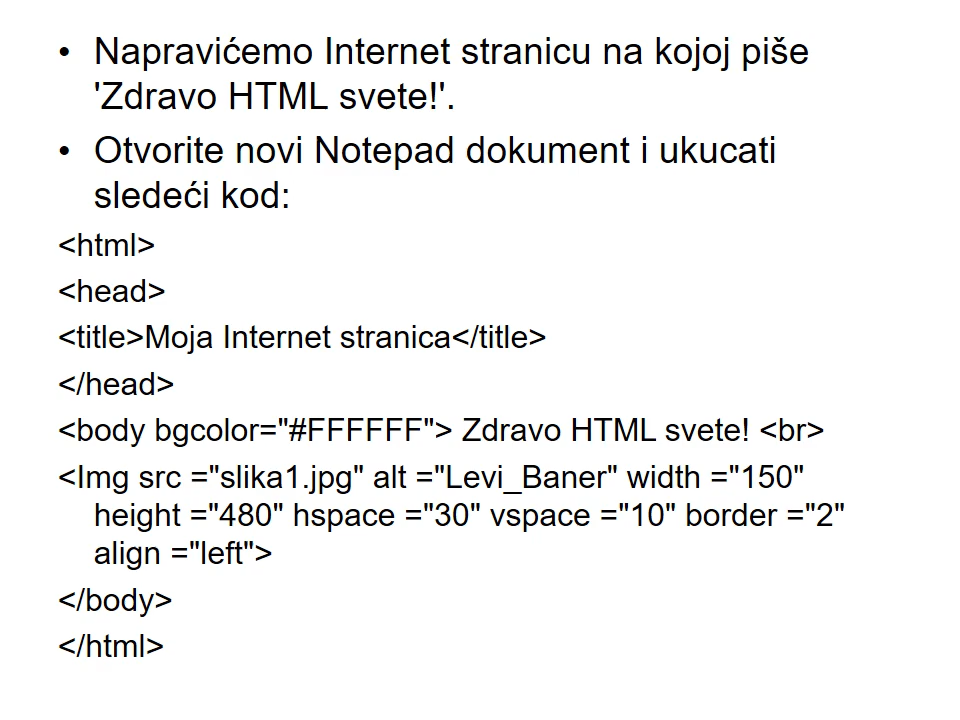 • Napravićemo Internet stranicu na kojoj piše
'Zdravo HTML svete!'.
• Otvorite novi Notepad dokument i ukucati
sledeći kod:
<html>
<head>
<title>Moja Internet stranica</title>
</head>
<body bgcolor="#FFFFFF"> Zdravo HTML svete! <br>
<Img src ="slika1.jpg" alt ="Levi_Baner" width ="150"
height ="480" hspace ="30" vspace ="10" border ="2"
align ="left">
</body>
</html>